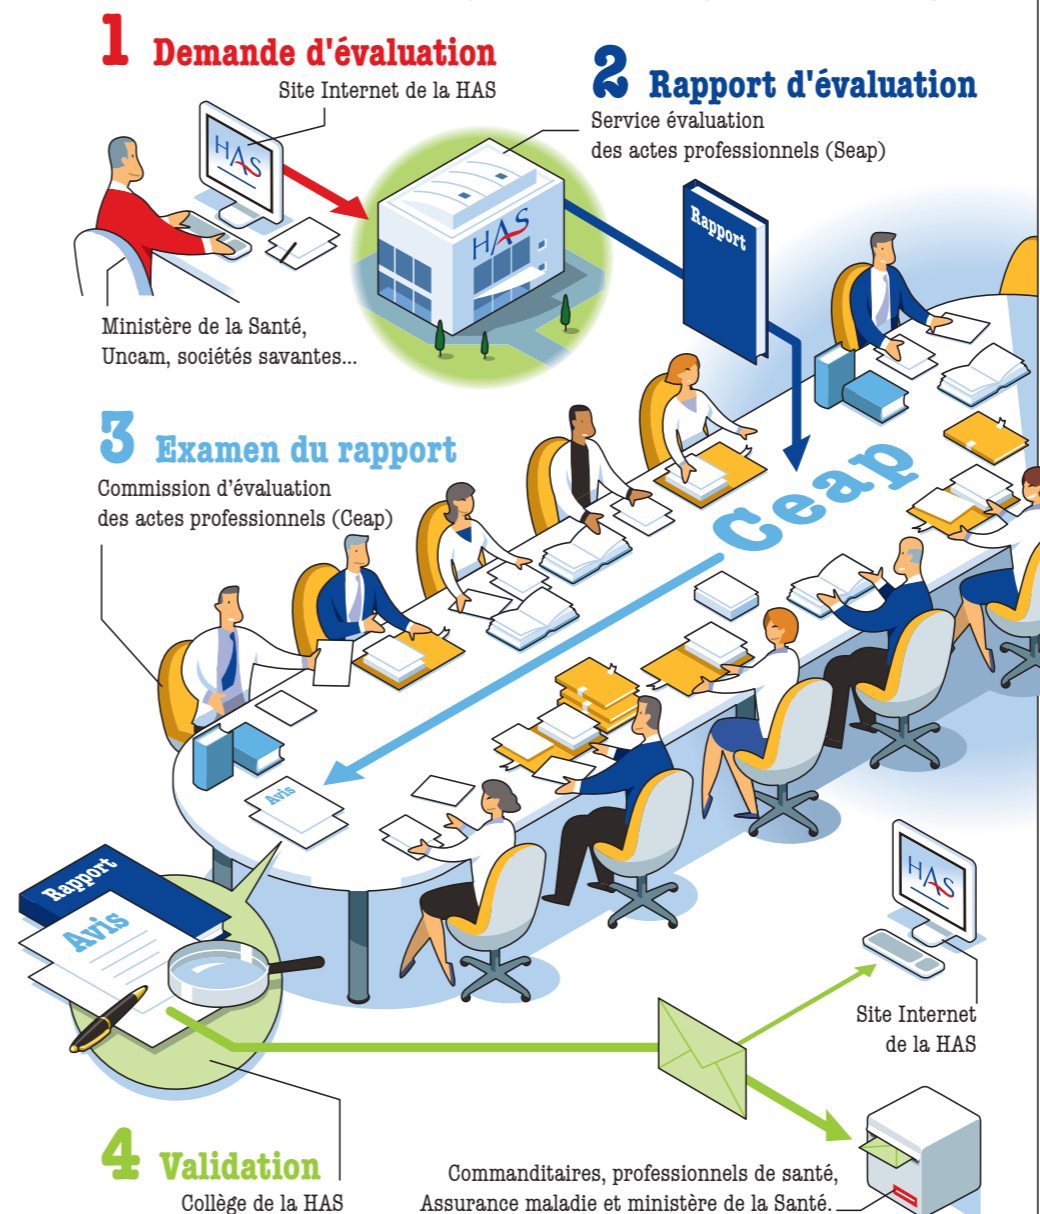 1 Demande d'évaluation
Site Internet de la HAS
HAS
Ministère de la Santé,
Uncam, sociétés savantes...
2 Rapport d'évaluation
Service évaluation
des actes professionnels (Seap)
HAS
Rapport
3 Examen du rapport
Commission d'évaluation
des actes professionnels (Ceap)
Ceap
Avis
Rapport
Avis
HAS
Site Internet
de la HAS
4 Validation
Collège de la HAS
Commanditaires, professionnels de santé,
Assurance maladie et ministère de la Santé.